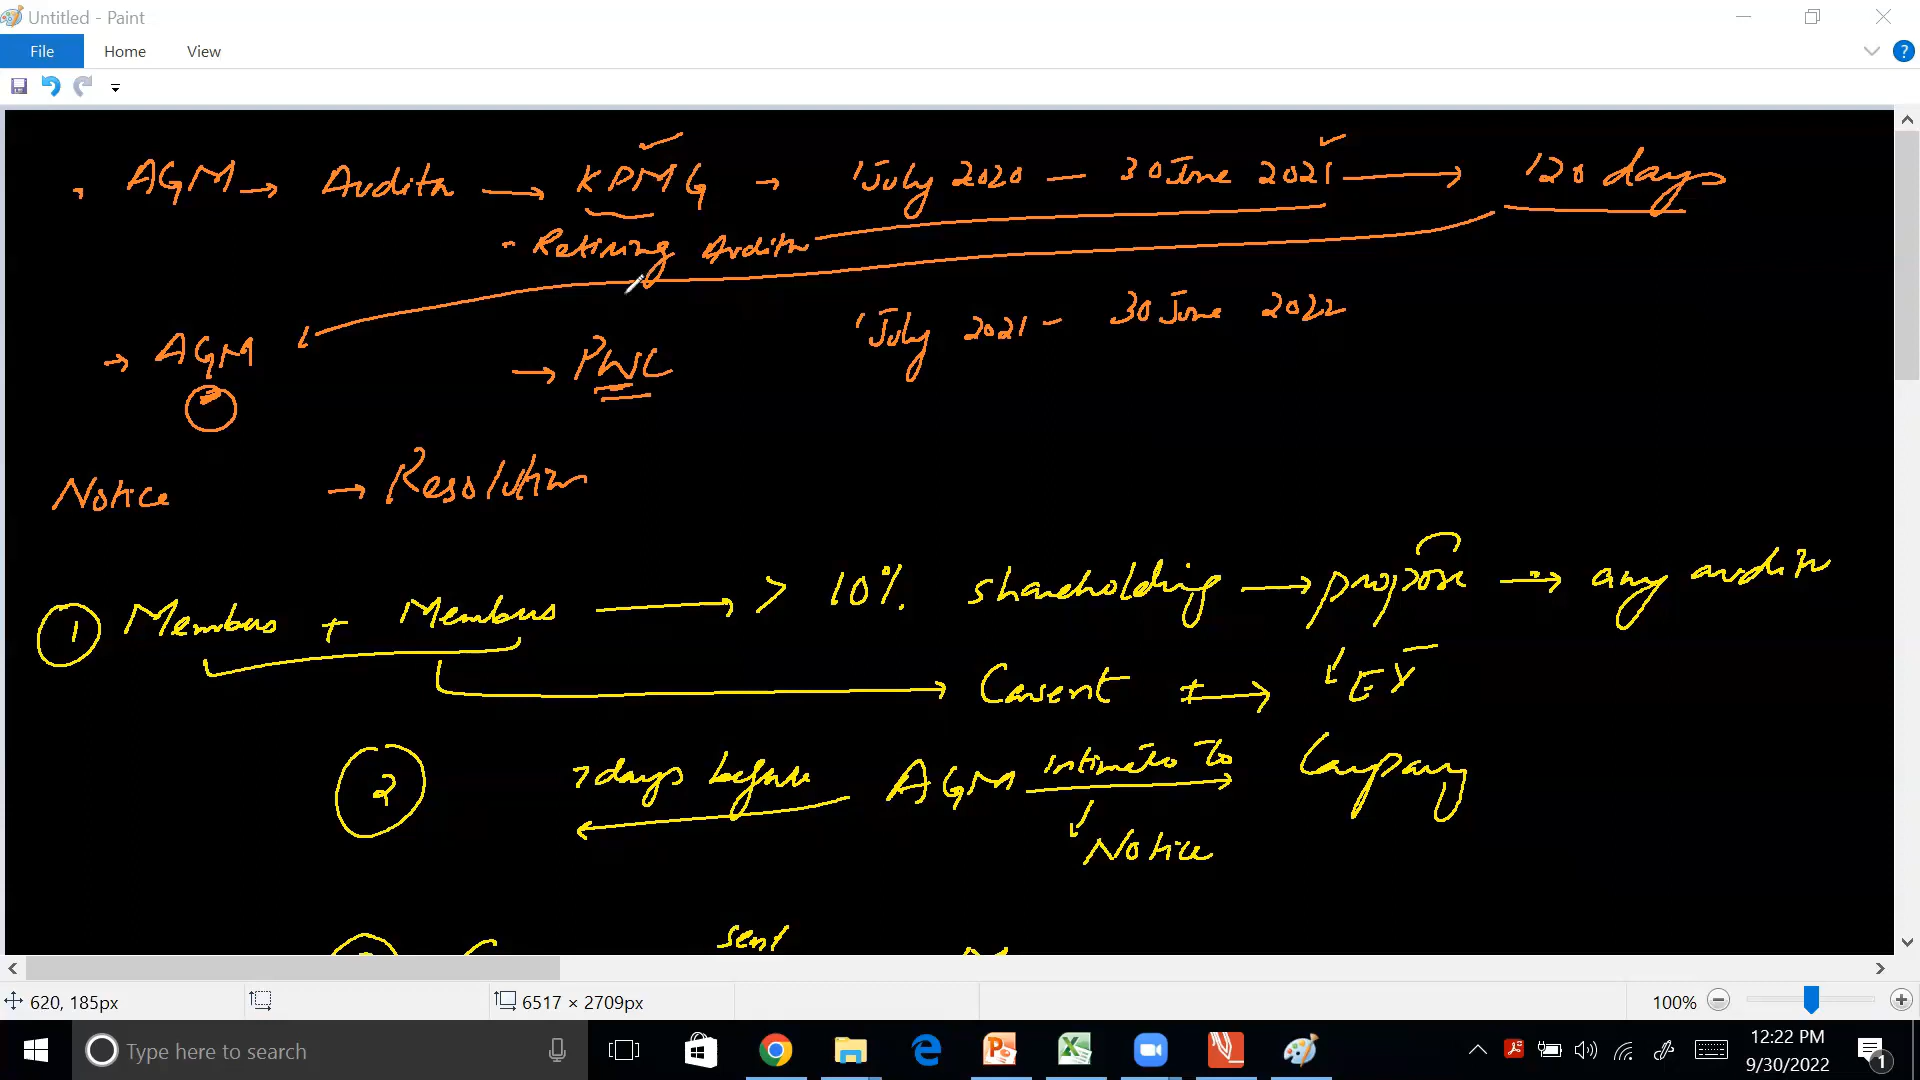 Untitled - Paint
File Home View
AGM → Auditor → KPMG → 1 July 2020 — 30 June 2021 → 120 days
- Retiring Auditor
→ AGM → PWC 1 July 2021 - 30 June 2022
Notice → Resolution
1 Members + Members → > 10% shareholding → propose → any auditor
Consent + → EY
2 7 days before AGM intimate to Company
Notice
sent
620, 185px 6517 × 2709px 100%
Type here to search 12:22 PM
9/30/2022 1